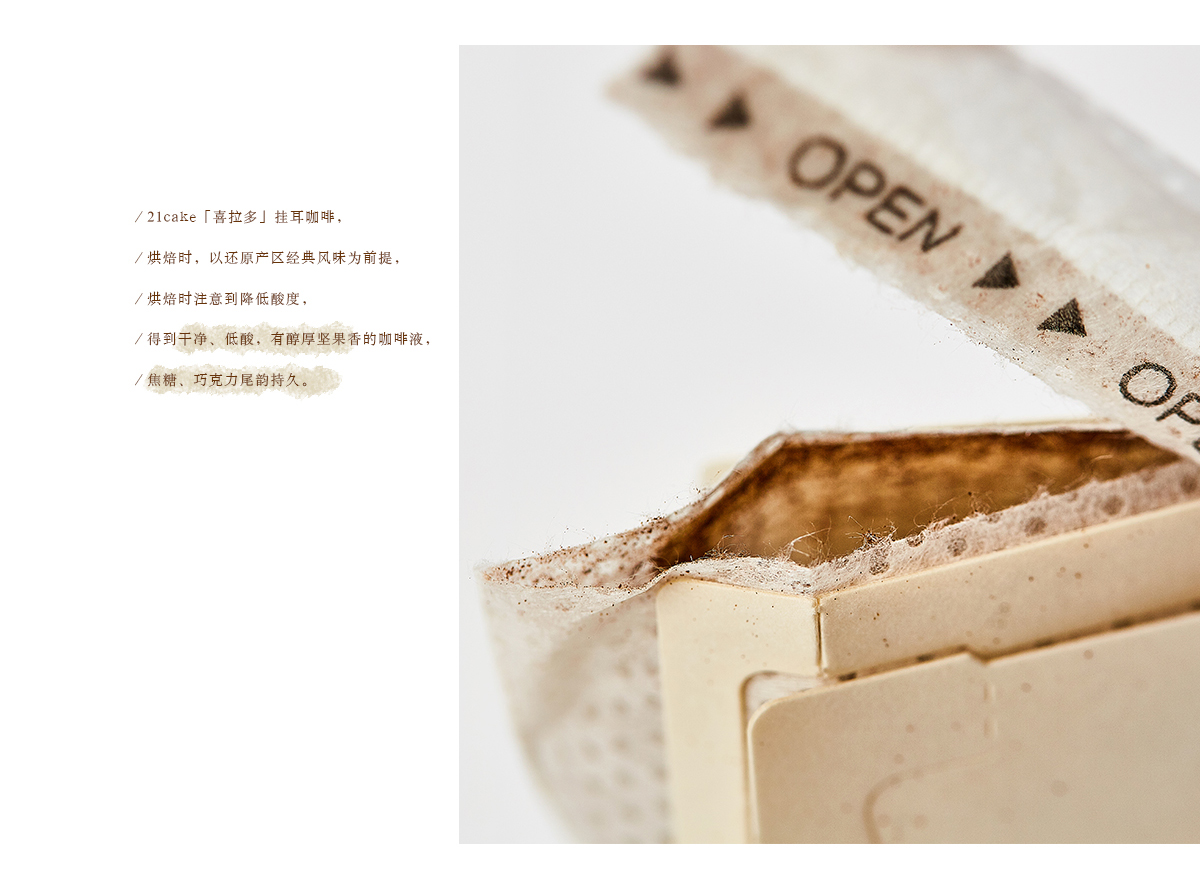 / 21cake「喜拉多」挂耳咖啡，
/ 烘焙时，以还原产区经典风味为前提，
/ 烘焙时注意到降低酸度，
/ 得到干净、低酸，有醇厚坚果香的咖啡液，
/ 焦糖、巧克力尾韵持久。
▲ ▲ OPEN ▲ ▲ OP